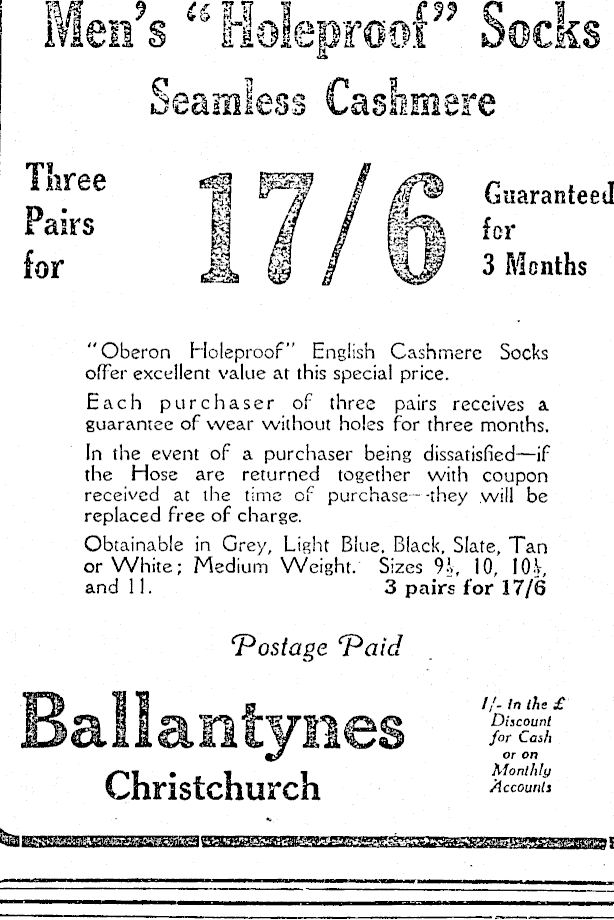 Men's "Holeproof" Socks
Seamless Cashmere
Three
Pairs
for
17/6
Guaranteed
for
3 Months
"Oberon Holeproof" English Cashmere Socks
offer excellent value at this special price.
Each purchaser of three pairs receives a
guarantee of wear without holes for three months.
In the event of a purchaser being dissatisfied—if
the Hose are returned together with coupon
received at the time of purchase--they will be
replaced free of charge.
Obtainable in Grey, Light Blue, Black, Slate, Tan
or White; Medium Weight. Sizes 9½, 10, 10½,
and 11. 3 pairs for 17/6
Postage Paid
Ballantynes
Christchurch
1/- in the £
Discount
for Cash
or on
Monthly
Accounts